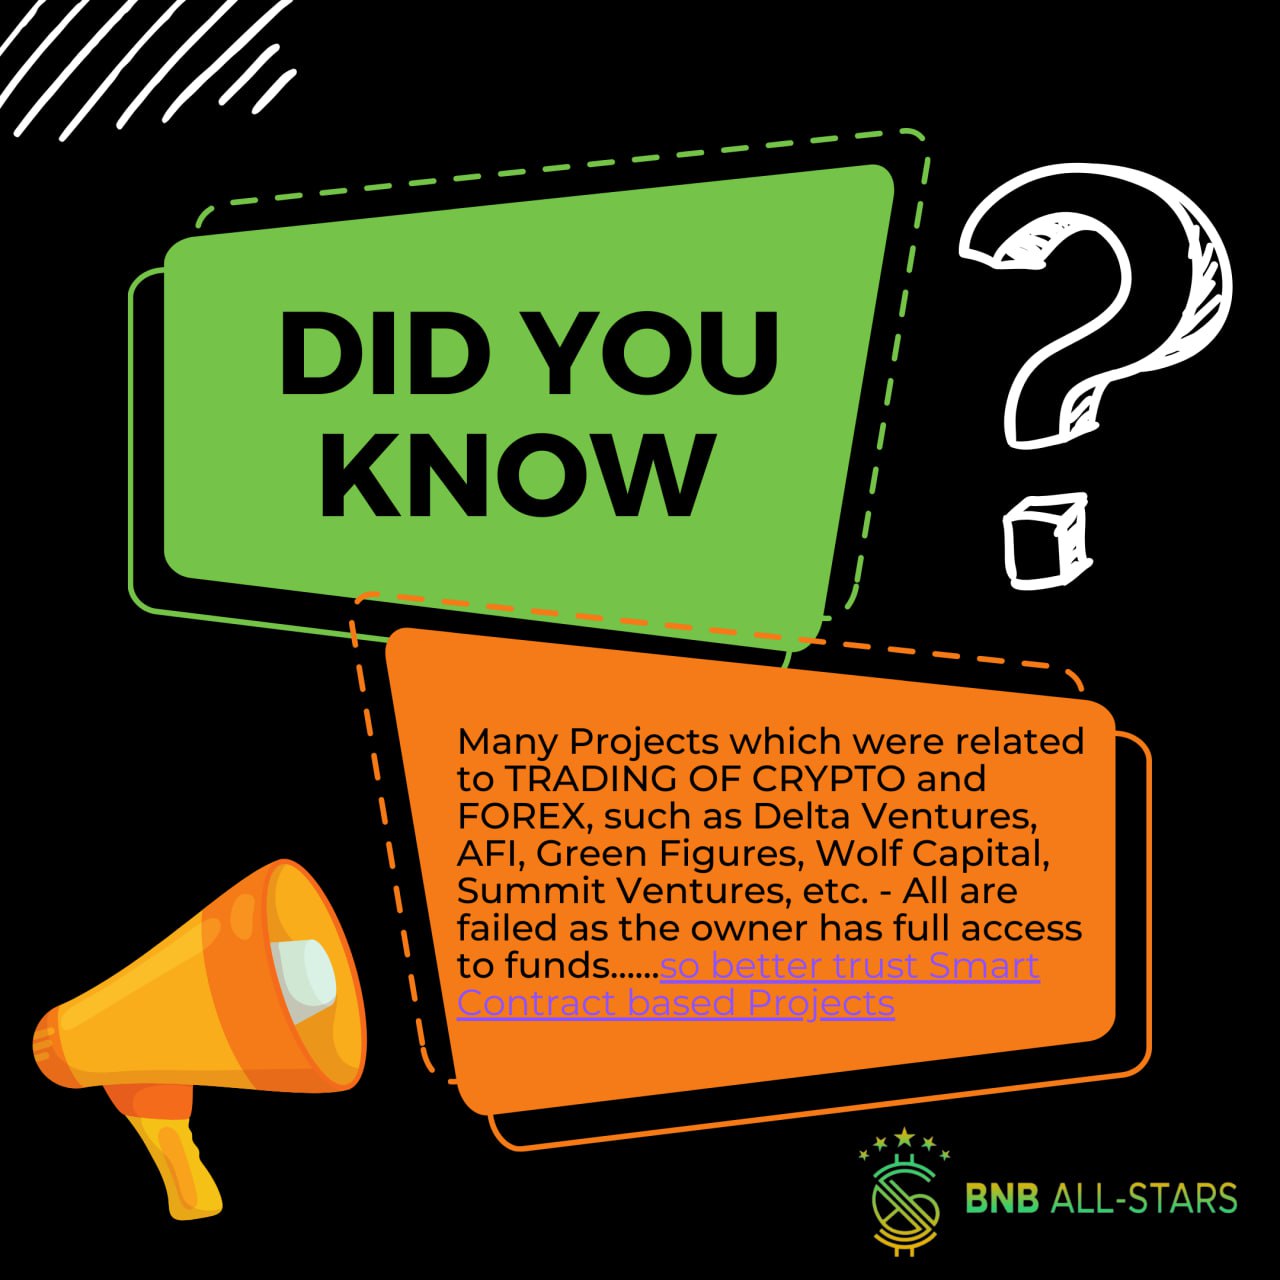 DID YOU
KNOW
?
Many Projects which were related
to TRADING OF CRYPTO and
FOREX, such as Delta Ventures,
AFI, Green Figures, Wolf Capital,
Summit Ventures, etc. - All are
failed as the owner has full access
to funds......so better trust Smart
Contract based Projects
BNB ALL-STARS